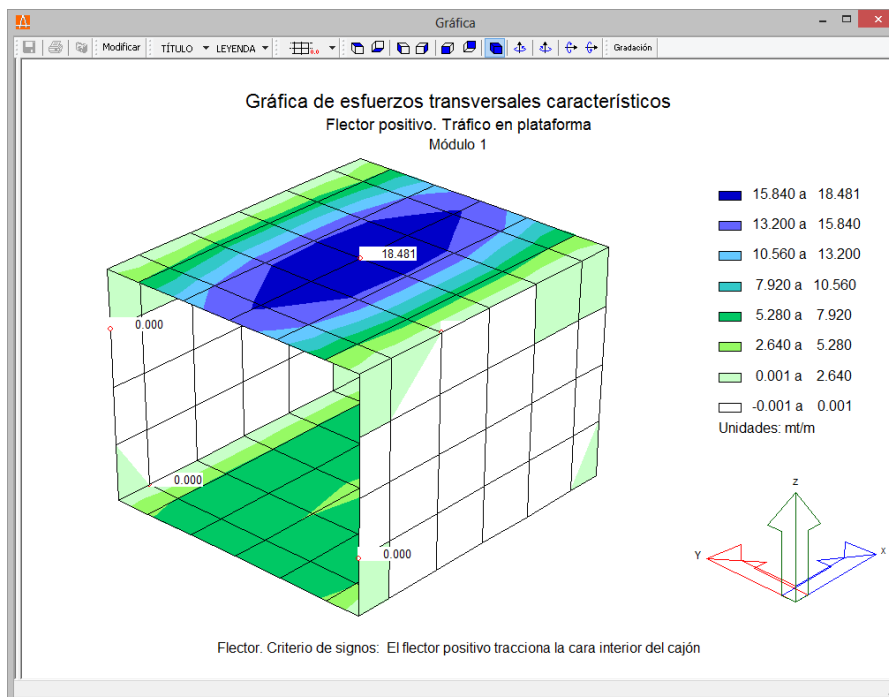 Gráfica
Modificar TÍTULO LEYENDA 0.0 Gradación
Gráfica de esfuerzos transversales característicos
Flector positivo. Tráfico en plataforma
Módulo 1
15.840 a 18.481
13.200 a 15.840
10.560 a 13.200
7.920 a 10.560
5.280 a 7.920
2.640 a 5.280
0.001 a 2.640
-0.001 a 0.001
Unidades: mt/m
18.481
0.000
0.000
0.000
Z
Y
X
Flector. Criterio de signos: El flector positivo tracciona la cara interior del cajón